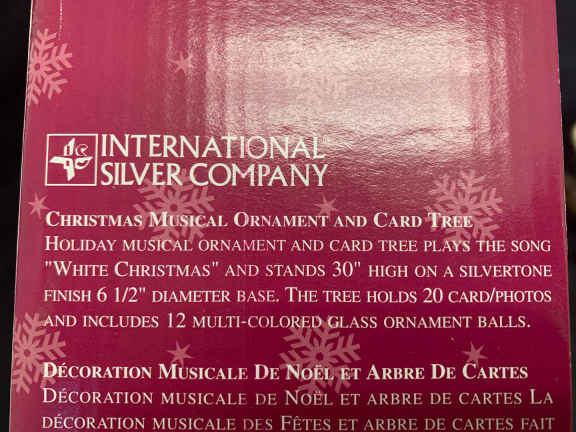 INTERNATIONAL
SILVER COMPANY
CHRISTMAS MUSICAL ORNAMENT AND CARD TREE
HOLIDAY MUSICAL ORNAMENT AND CARD TREE PLAYS THE SONG
"WHITE CHRISTMAS" AND STANDS 30" HIGH ON A SILVERTONE
FINISH 6 1/2" DIAMETER BASE. THE TREE HOLDS 20 CARD/PHOTOS
AND INCLUDES 12 MULTI-COLORED GLASS ORNAMENT BALLS.
DÉCORATION MUSICALE DE NOËL ET ARBRE DE CARTES
DÉCORATION MUSICALE DE NOËL ET ARBRE DE CARTES LA
DÉCORATION MUSICALE DES FÊTES ET ARBRE DE CARTES FAIT